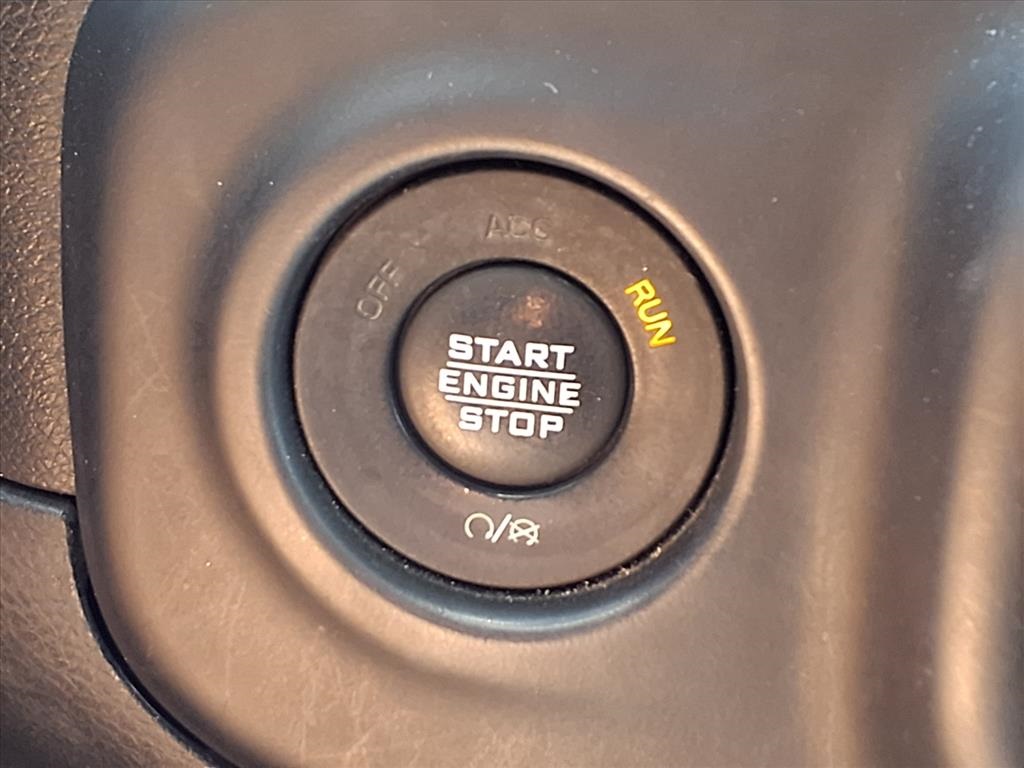 ACC
OFF
RUN
START
ENGINE
STOP